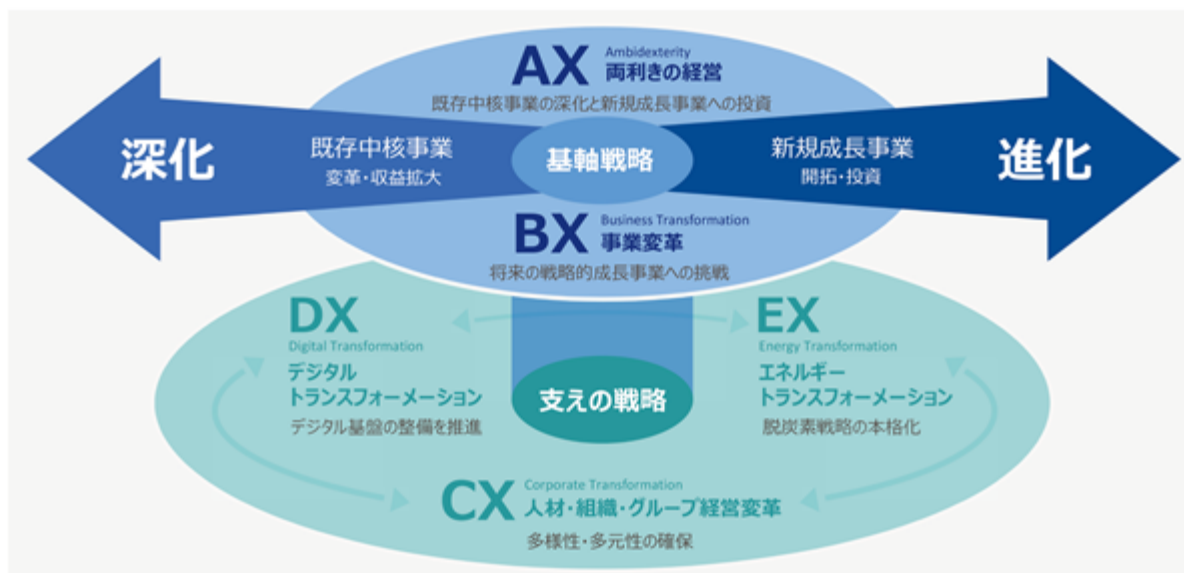 AX
Ambidexterity
両利きの経営
既存中核事業の深化と新規成長事業への投資
深化
既存中核事業
変革・収益拡大
基軸戦略
新規成長事業
開拓・投資
進化
BX
Business Transformation
事業変革
将来の戦略的成長事業への挑戦
DX
Digital Transformation
デジタル
トランスフォーメーション
デジタル基盤の整備を推進
支えの戦略
EX
Energy Transformation
エネルギー
トランスフォーメーション
脱炭素戦略の本格化
CX
Corporate Transformation
人材・組織・グループ経営変革
多様性・多元性の確保